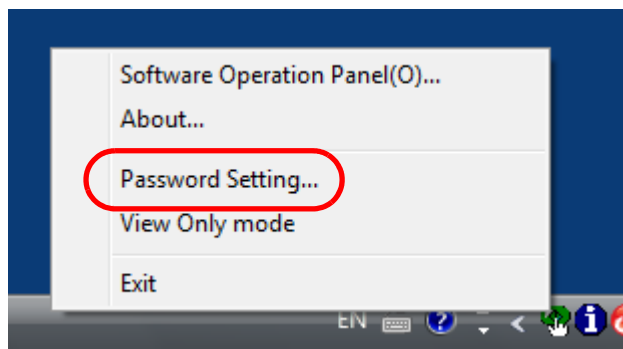 Software Operation Panel(O)...
About...
Password Setting...
View Only mode
Exit
EN